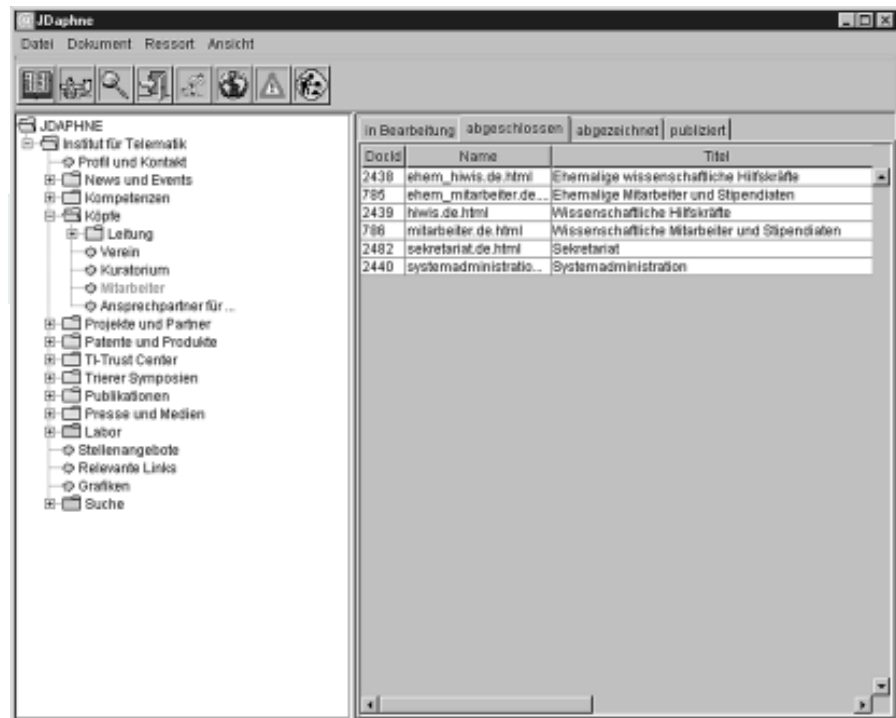 JDaphne
Datei Dokument Ressort Ansicht
JDAPHNE
Institut für Telematik
Profil und Kontakt
News und Events
Kompetenzen
Köpfe
Leitung
Verein
Kuratorium
Mitarbeiter
Ansprechpartner für ...
Projekte und Partner
Patente und Produkte
TI-Trust Center
Trierer Symposien
Publikationen
Presse und Medien
Labor
Stellenangebote
Relevante Links
Grafiken
Suche
in Bearbeitung abgeschlossen abgezeichnet publiziert
DocId Name Titel
2438 ehem_hiwis.de.html Ehemalige wissenschaftliche Hilfskräfte
785 ehem_mitarbeiter.de... Ehemalige Mitarbeiter und Stipendiaten
2439 hiwis.de.html Wissenschaftliche Hilfskräfte
786 mitarbeiter.de.html Wissenschaftliche Mitarbeiter und Stipendiaten
2482 sekretariat.de.html Sekretariat
2440 systemadministratio... Systemadministration